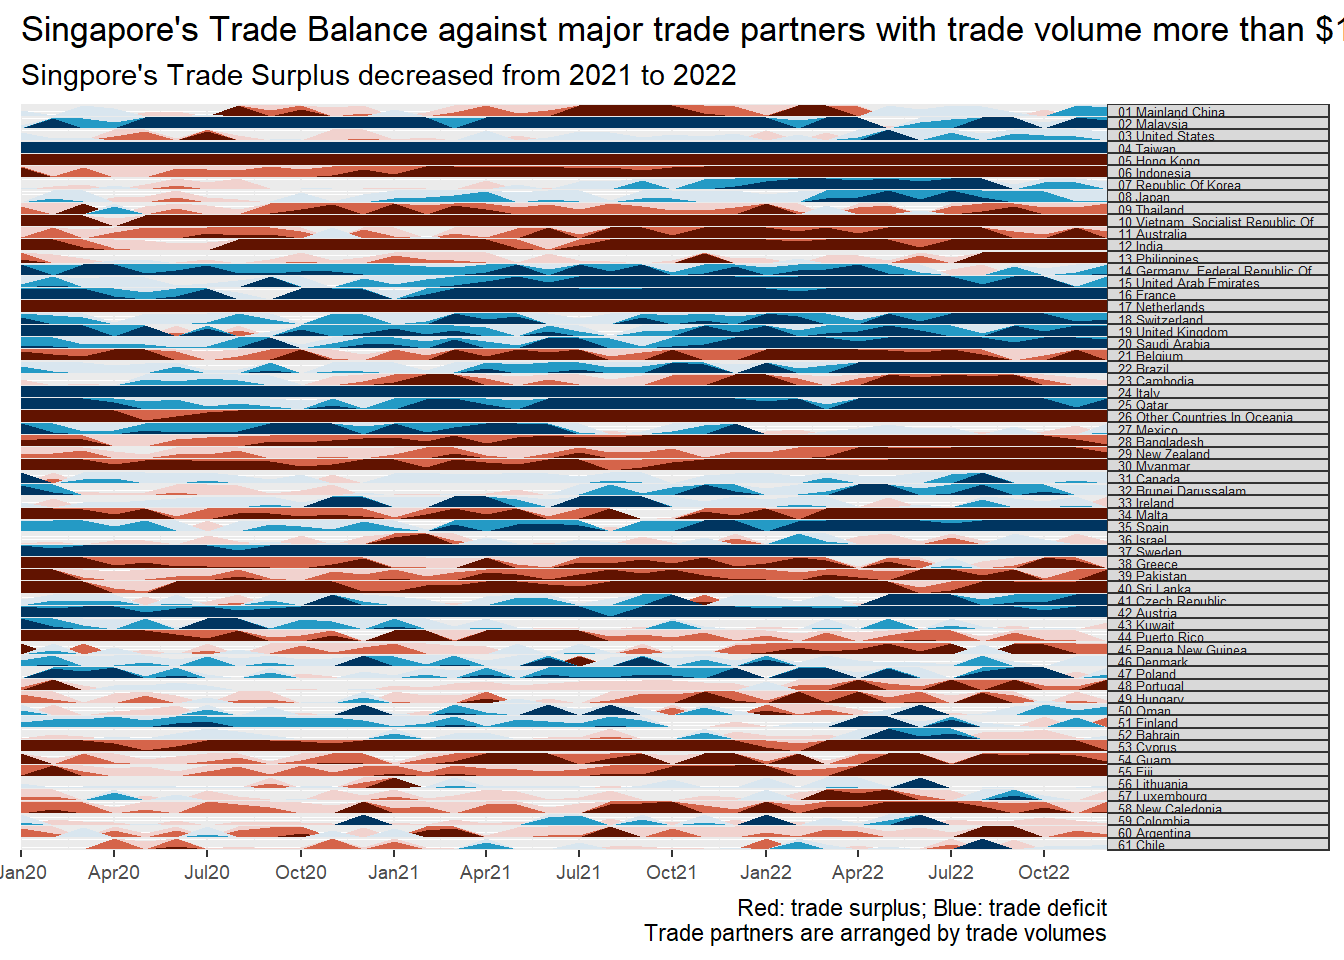 Singapore's Trade Balance against major trade partners with trade volume more than $1
Singpore's Trade Surplus decreased from 2021 to 2022
01 Mainland China
02 Malaysia
03 United States
04 Taiwan
05 Hong Kong
06 Indonesia
07 Republic Of Korea
08 Japan
09 Thailand
10 Vietnam, Socialist Republic Of
11 Australia
12 India
13 Philippines
14 Germany, Federal Republic Of
15 United Arab Emirates
16 France
17 Netherlands
18 Switzerland
19 United Kingdom
20 Saudi Arabia
21 Belgium
22 Brazil
23 Cambodia
24 Italy
25 Qatar
26 Other Countries In Oceania
27 Mexico
28 Bangladesh
29 New Zealand
30 Myanmar
31 Canada
32 Brunei Darussalam
33 Ireland
34 Malta
35 Spain
36 Israel
37 Sweden
38 Greece
39 Pakistan
40 Sri Lanka
41 Czech Republic
42 Austria
43 Kuwait
44 Puerto Rico
45 Papua New Guinea
46 Denmark
47 Poland
48 Portugal
49 Hungary
50 Oman
51 Finland
52 Bahrain
53 Cyprus
54 Guam
55 Fiji
56 Lithuania
57 Luxembourg
58 New Caledonia
59 Colombia
60 Argentina
61 Chile
Jan20 Apr20 Jul20 Oct20 Jan21 Apr21 Jul21 Oct21 Jan22 Apr22 Jul22 Oct22
Red: trade surplus; Blue: trade deficit
Trade partners are arranged by trade volumes